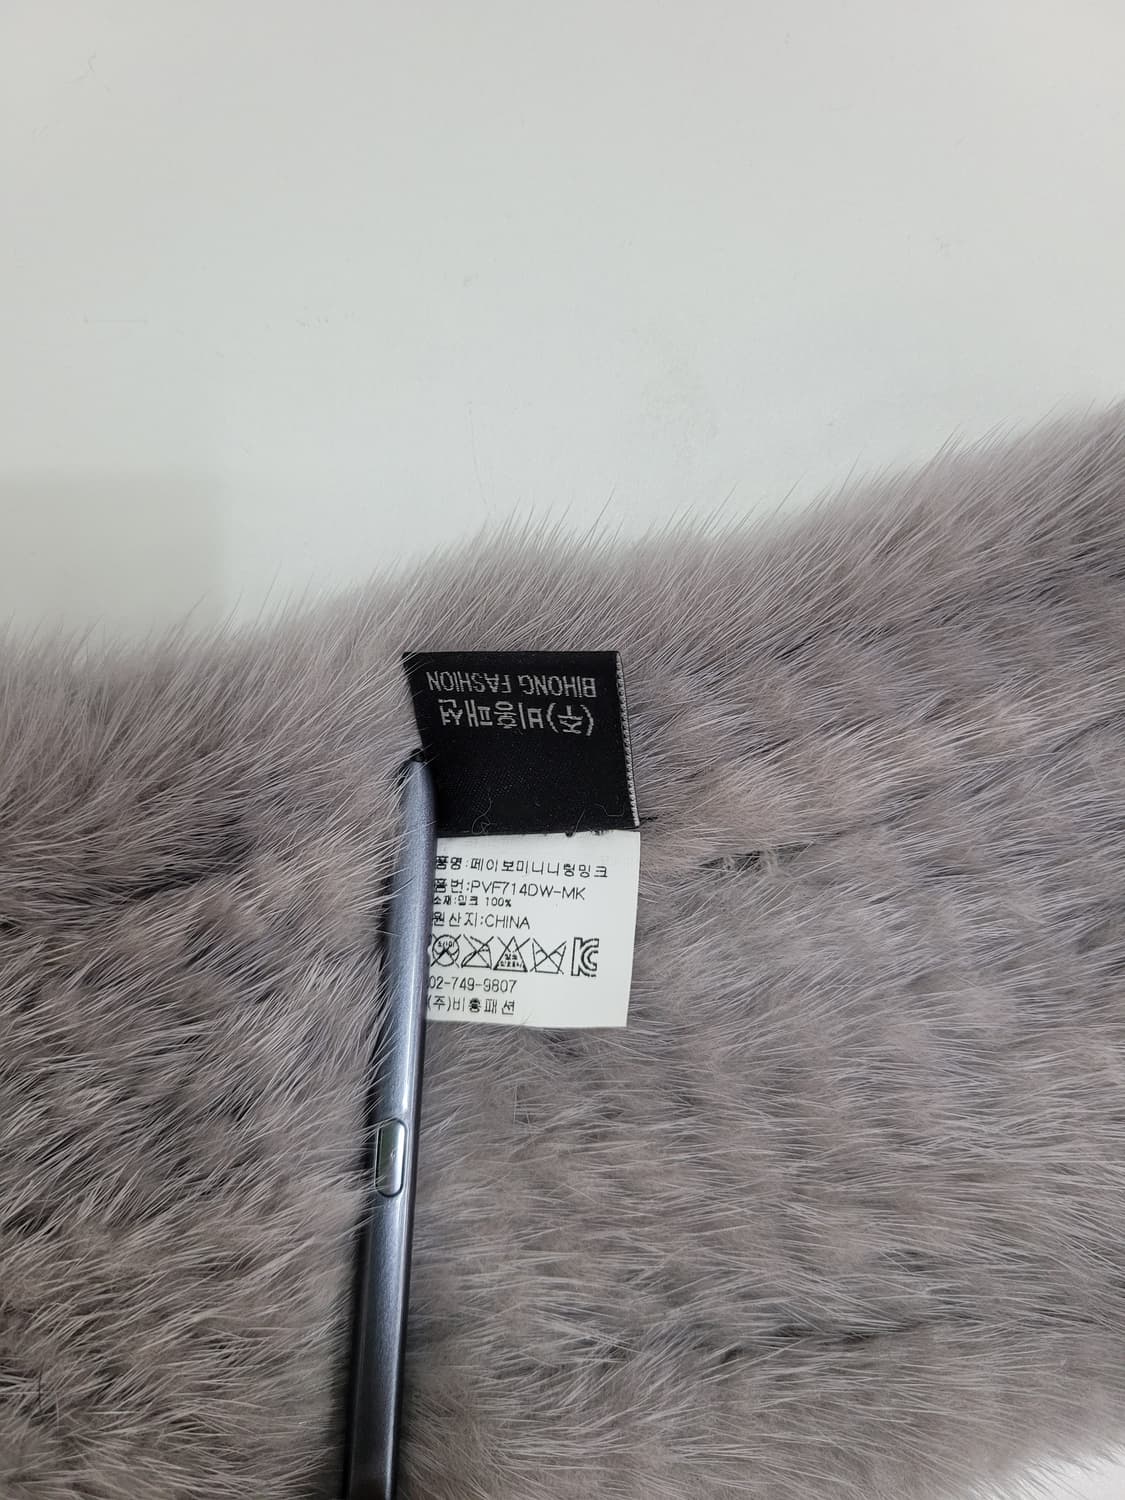 BIHONG FASHION
(주)비홍패션
품명:페이보미니니팅밍크
품번:PVF714DW-MK
소재:밍크 100%
원산지:CHINA
02-749-9807
(주)비홍패션